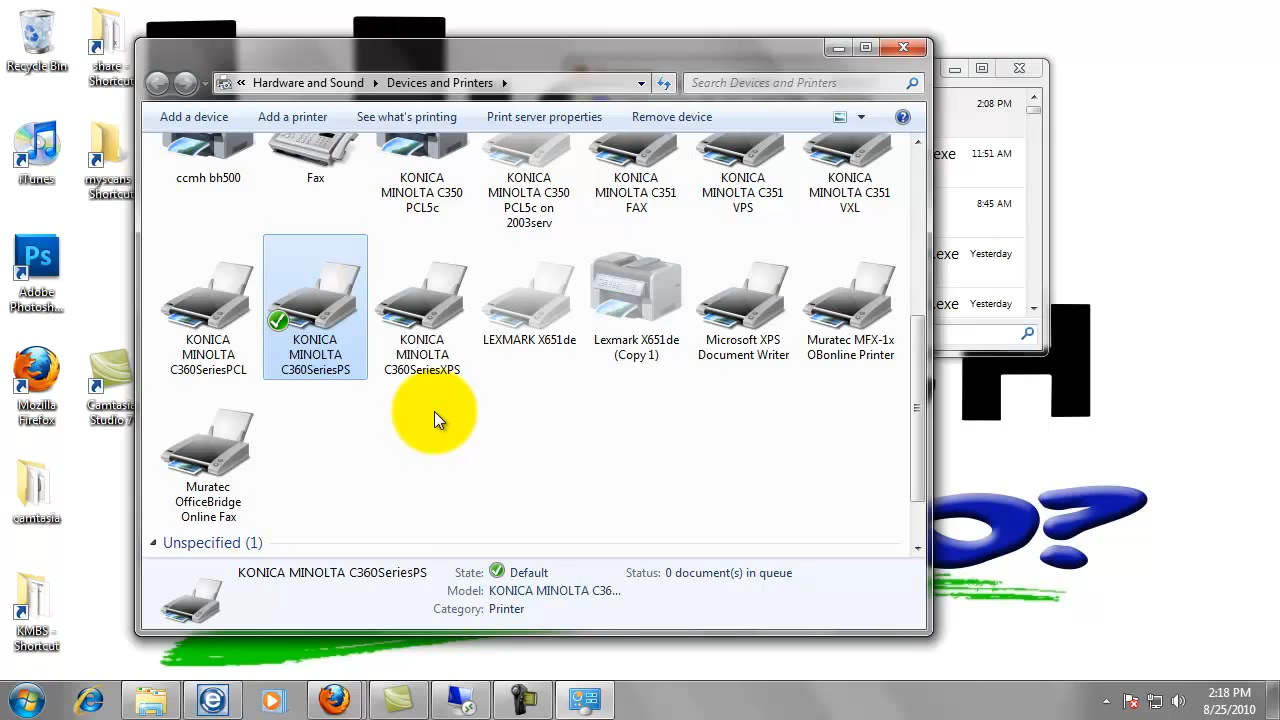 Recycle Bin
share -
Shortcut
iTunes
myscans
Shortcut
Ps
Adobe
Photosh...
Mozilla
Firefox
Camtasia
Studio 7
camtasia
KMBS -
Shortcut
« Hardware and Sound Devices and Printers
Search Devices and Printers
Add a device Add a printer See what's printing Print server properties Remove device
ccmh bh500
Fax
KONICA
MINOLTA C350
PCL5c
KONICA
MINOLTA C350
PCL5c on
2003serv
KONICA
MINOLTA C351
FAX
KONICA
MINOLTA C351
VPS
KONICA
MINOLTA C351
VXL
KONICA
MINOLTA
C360SeriesPCL
KONICA
MINOLTA
C360SeriesPS
KONICA
MINOLTA
C360SeriesXPS
LEXMARK X651de
Lexmark X651de
(Copy 1)
Microsoft XPS
Document Writer
Muratec MFX-1x
OBonline Printer
Muratec
OfficeBridge
Online Fax
Unspecified (1)
KONICA MINOLTA C360SeriesPS State: Default Status: 0 document(s) in queue
Model: KONICA MINOLTA C36...
Category: Printer
2:08 PM
exe 11:51 AM
8:45 AM
.exe Yesterday
.exe Yesterday
2:18 PM
8/25/2010